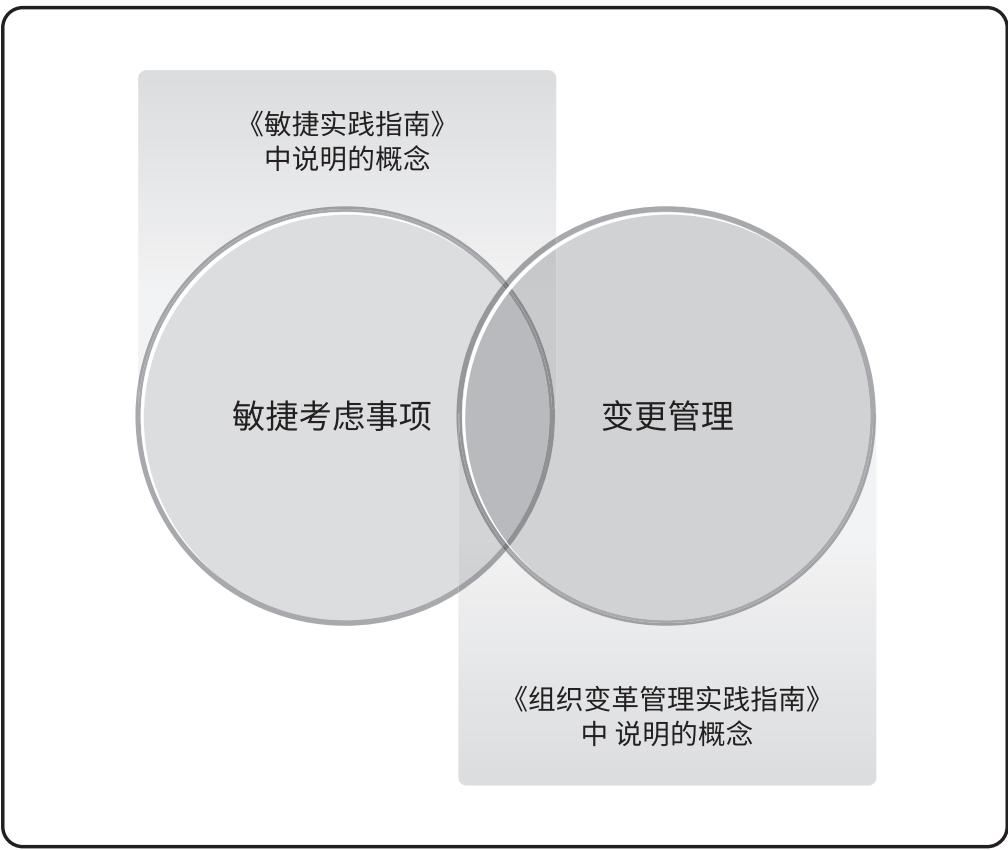 《敏捷实践指南》
中说明的概念
敏捷考虑事项
变更管理
《组织变革管理实践指南》
中 说明的概念